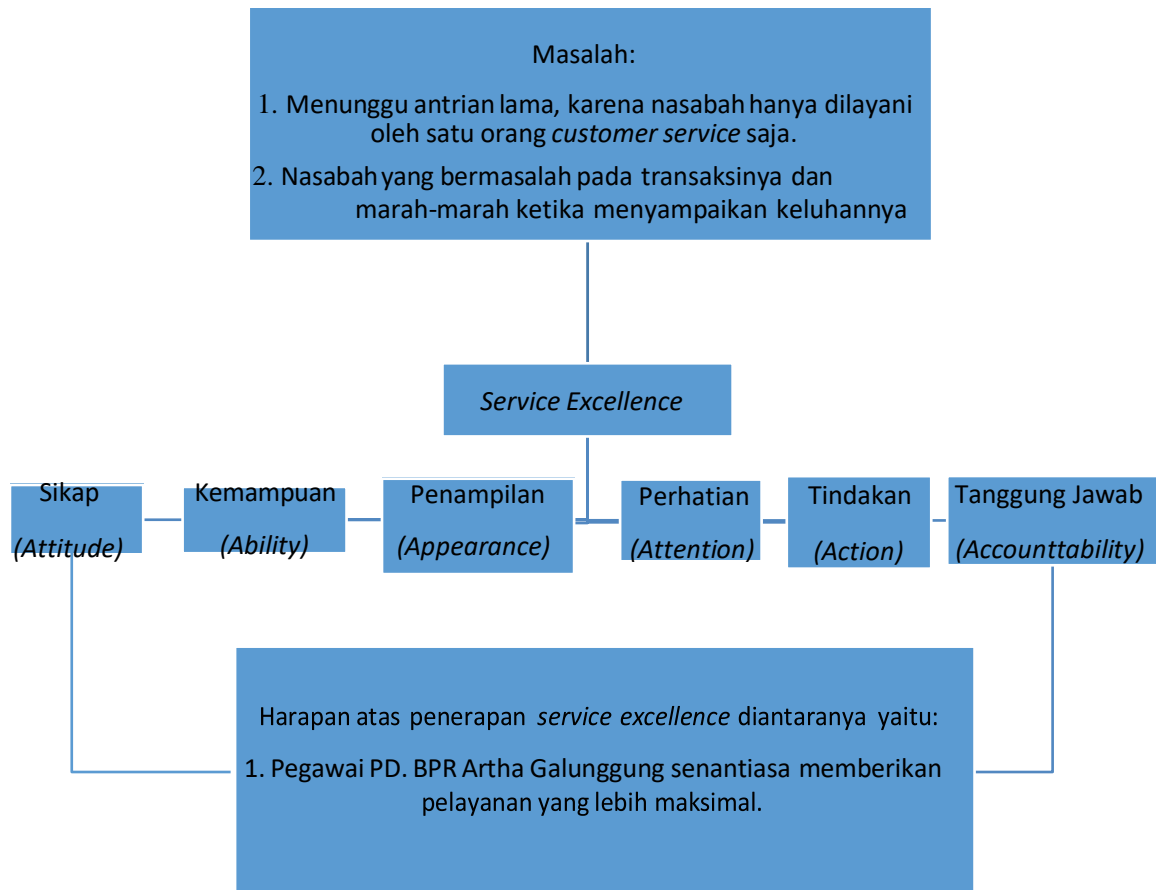 Masalah:
1. Menunggu antrian lama, karena nasabah hanya dilayani
oleh satu orang customer service saja.
2. Nasabah yang bermasalah pada transaksinya dan
marah-marah ketika menyampaikan keluhannya
Service Excellence
Sikap
(Attitude)
Kemampuan
(Ability)
Penampilan
(Appearance)
Perhatian
(Attention)
Tindakan
(Action)
Tanggung Jawab
(Accounttability)
Harapan atas penerapan service excellence diantaranya yaitu:
1. Pegawai PD. BPR Artha Galunggung senantiasa memberikan
pelayanan yang lebih maksimal.